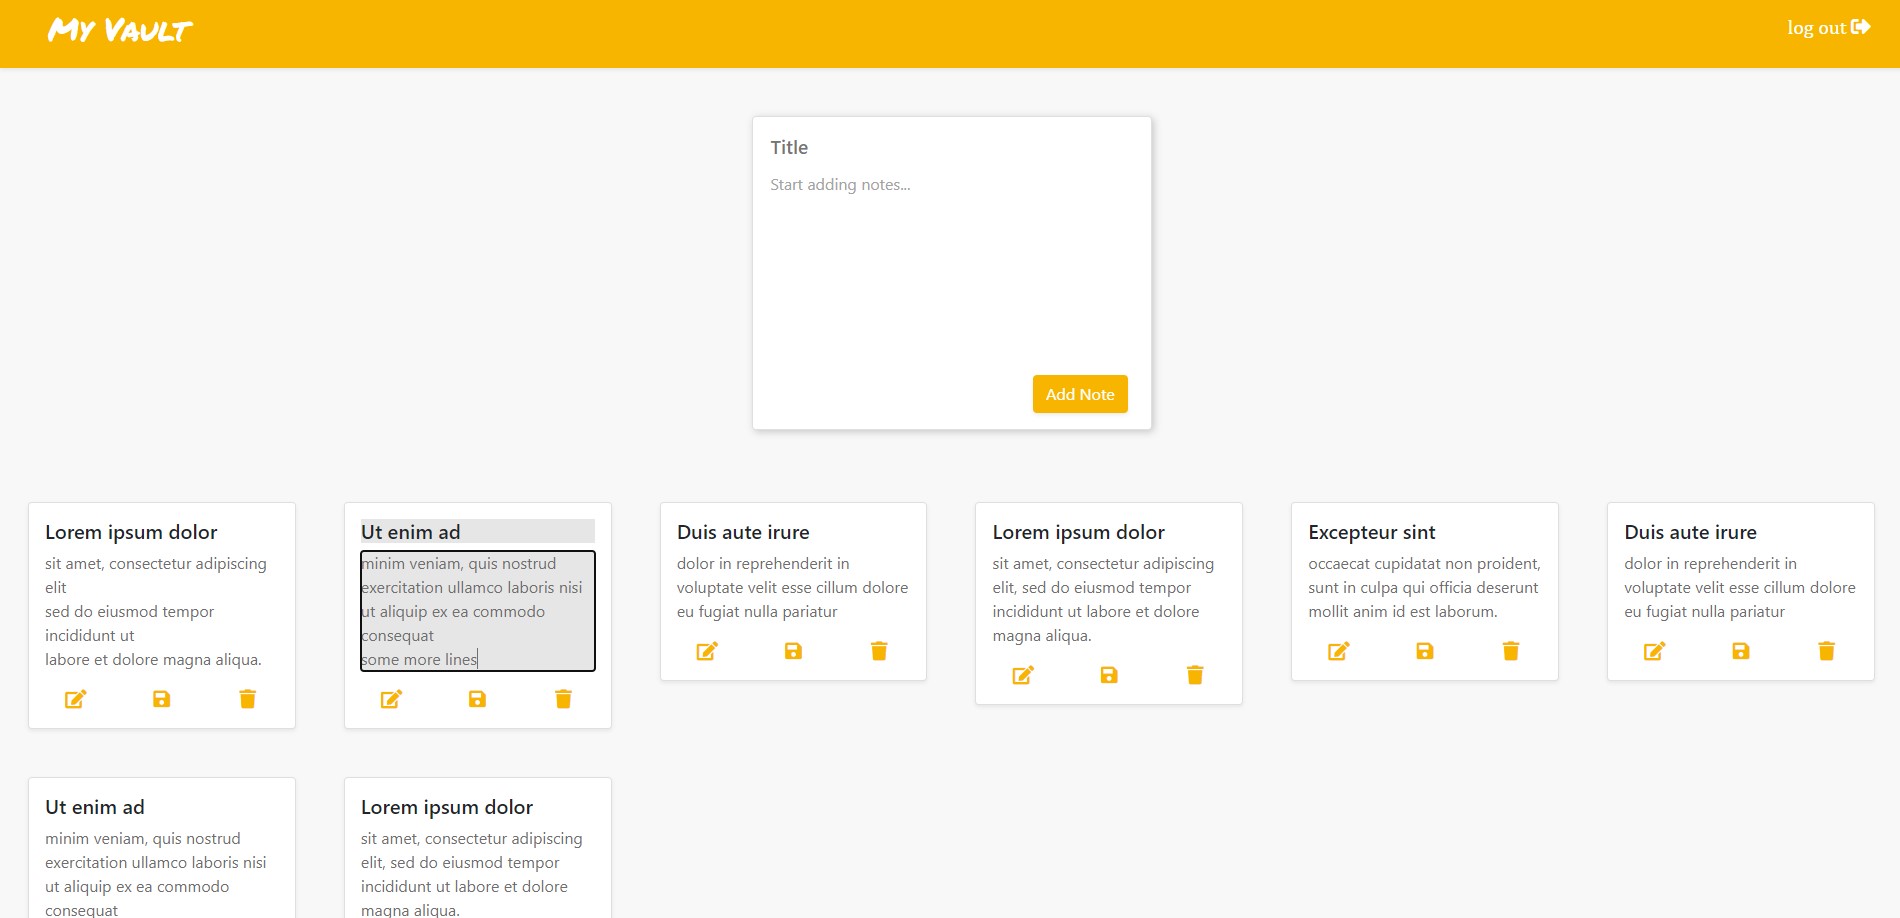 My Vault
log out
Title
Start adding notes...
Add Note
Lorem ipsum dolor
sit amet, consectetur adipiscing
elit
sed do eiusmod tempor
incididunt ut
labore et dolore magna aliqua.
Ut enim ad
minim veniam, quis nostrud
exercitation ullamco laboris nisi
ut aliquip ex ea commodo
consequat
some more lines
Duis aute irure
dolor in reprehenderit in
voluptate velit esse cillum dolore
eu fugiat nulla pariatur
Lorem ipsum dolor
sit amet, consectetur adipiscing
elit, sed do eiusmod tempor
incididunt ut labore et dolore
magna aliqua.
Excepteur sint
occaecat cupidatat non proident,
sunt in culpa qui officia deserunt
mollit anim id est laborum.
Duis aute irure
dolor in reprehenderit in
voluptate velit esse cillum dolore
eu fugiat nulla pariatur
Ut enim ad
minim veniam, quis nostrud
exercitation ullamco laboris nisi
ut aliquip ex ea commodo
consequat
Lorem ipsum dolor
sit amet, consectetur adipiscing
elit, sed do eiusmod tempor
incididunt ut labore et dolore
magna aliqua.